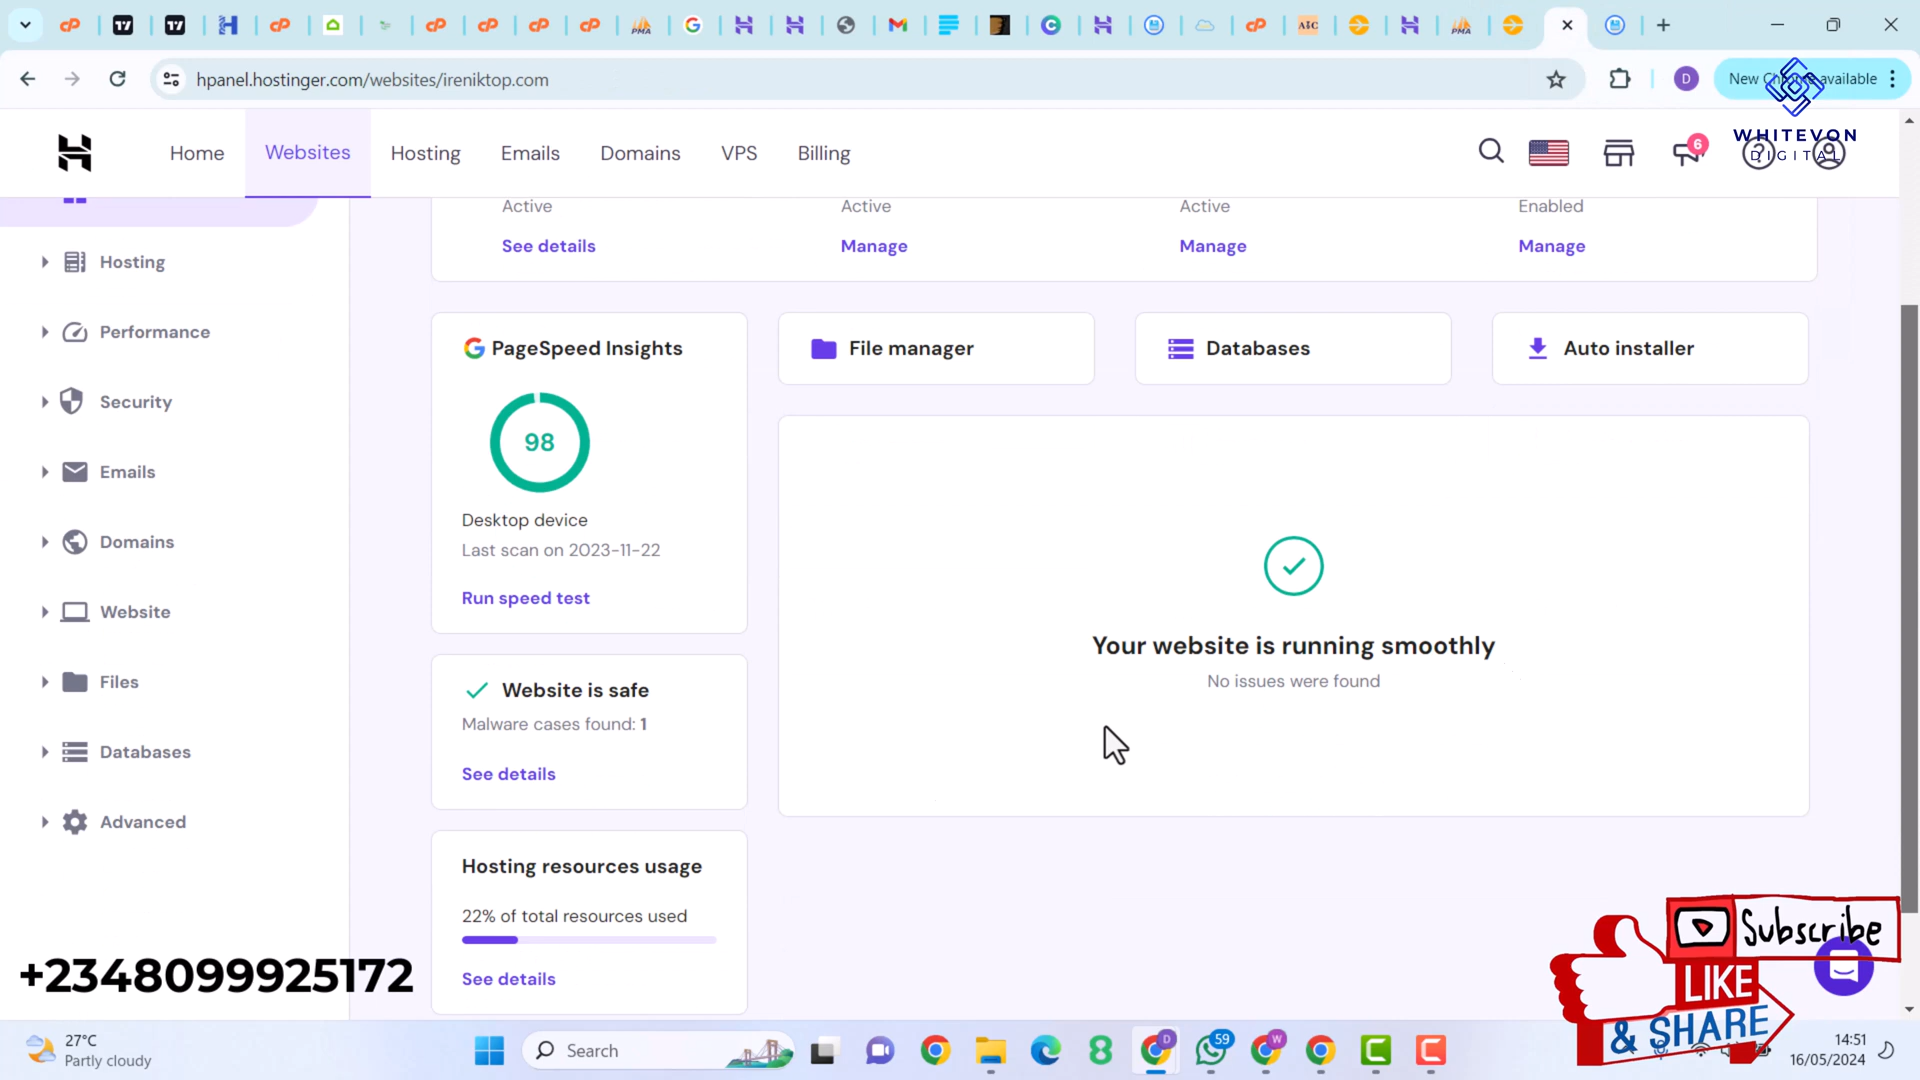 hpanel.hostinger.com/websites/ireniktop.com
D
New Chrome available
WHITEVON
DIGITAL
Home
Websites
Hosting
Emails
Domains
VPS
Billing
6
Active
Active
Active
Enabled
See details
Manage
Manage
Manage
Hosting
Performance
Security
Emails
Domains
Website
Files
Databases
Advanced
PageSpeed Insights
98
Desktop device
Last scan on 2023-11-22
Run speed test
File manager
Databases
Auto installer
Your website is running smoothly
No issues were found
Website is safe
Malware cases found: 1
See details
Hosting resources usage
22% of total resources used
See details
+2348099925172
Subscribe
LIKE
& SHARE
27°C
Partly cloudy
Search
59
14:51
16/05/2024